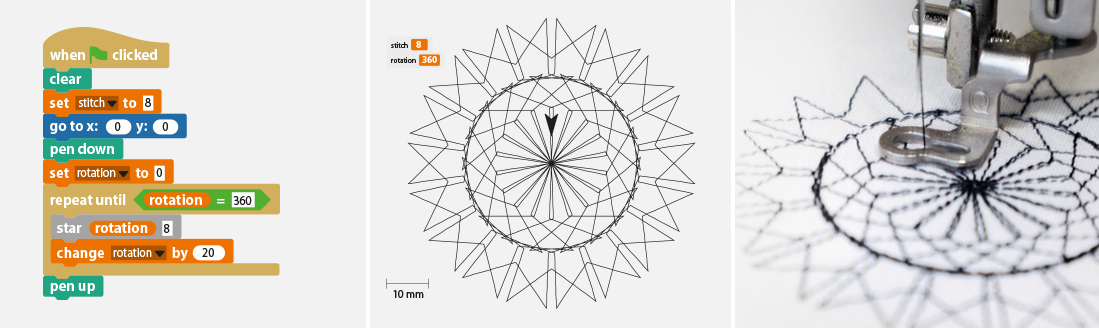 when clicked
clear
set stitch to 8
go to x: 0 y: 0
pen down
set rotation to 0
repeat until rotation = 360
star rotation 8
change rotation by 20
pen up
stitch 8
rotation 360
10 mm